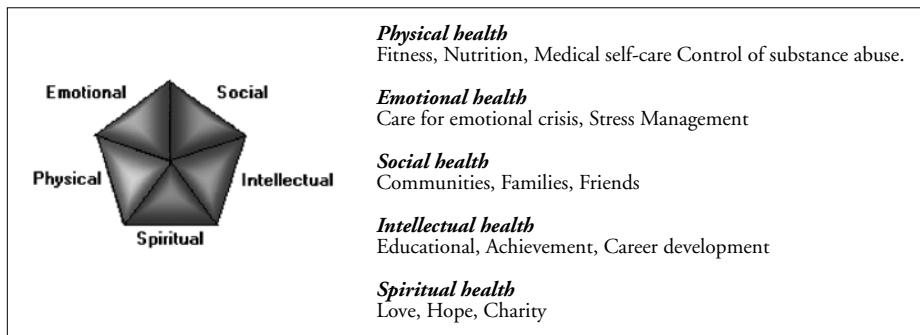 Emotional
Social
Physical
Intellectual
Spiritual
Physical health
Fitness, Nutrition, Medical self-care Control of substance abuse.
Emotional health
Care for emotional crisis, Stress Management
Social health
Communities, Families, Friends
Intellectual health
Educational, Achievement, Career development
Spiritual health
Love, Hope, Charity